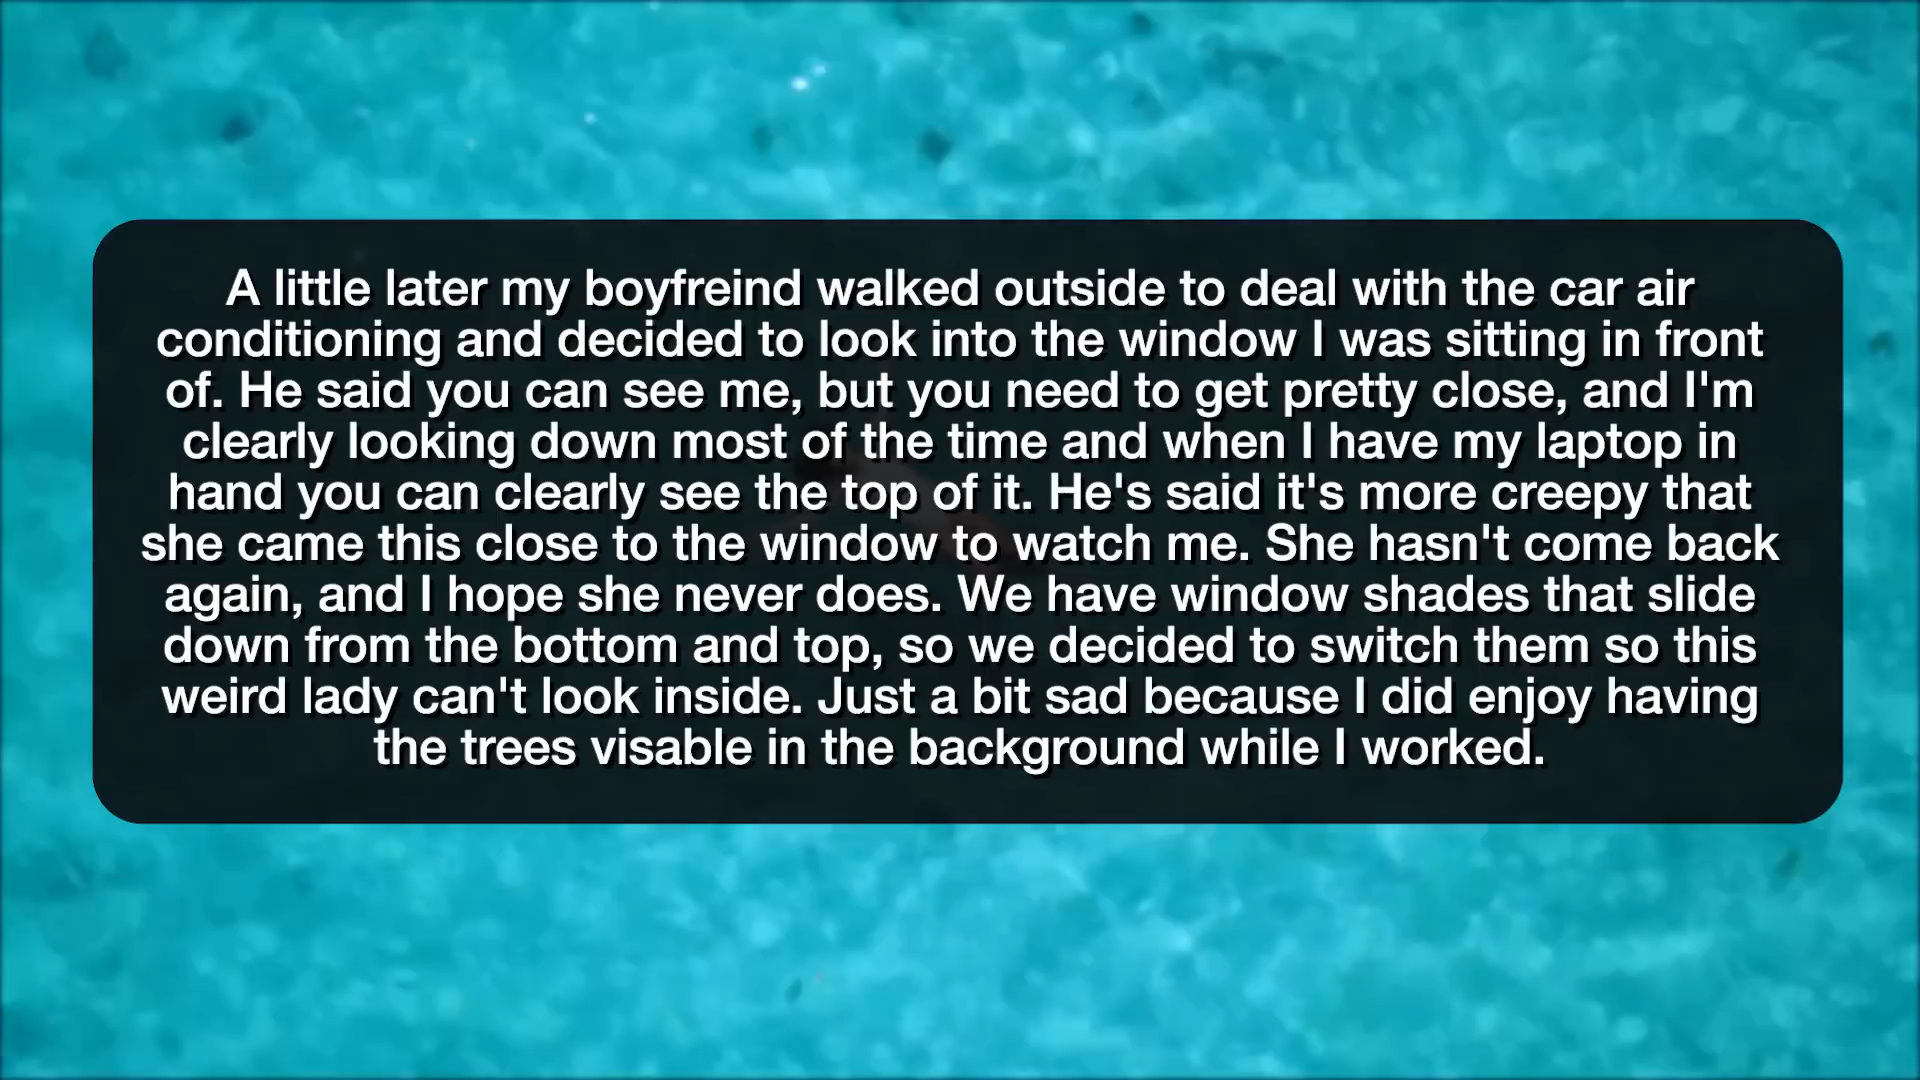 A little later my boyfreind walked outside to deal with the car air
conditioning and decided to look into the window I was sitting in front
of. He said you can see me, but you need to get pretty close, and I'm
clearly looking down most of the time and when I have my laptop in
hand you can clearly see the top of it. He's said it's more creepy that
she came this close to the window to watch me. She hasn't come back
again, and I hope she never does. We have window shades that slide
down from the bottom and top, so we decided to switch them so this
weird lady can't look inside. Just a bit sad because I did enjoy having
the trees visable in the background while I worked.